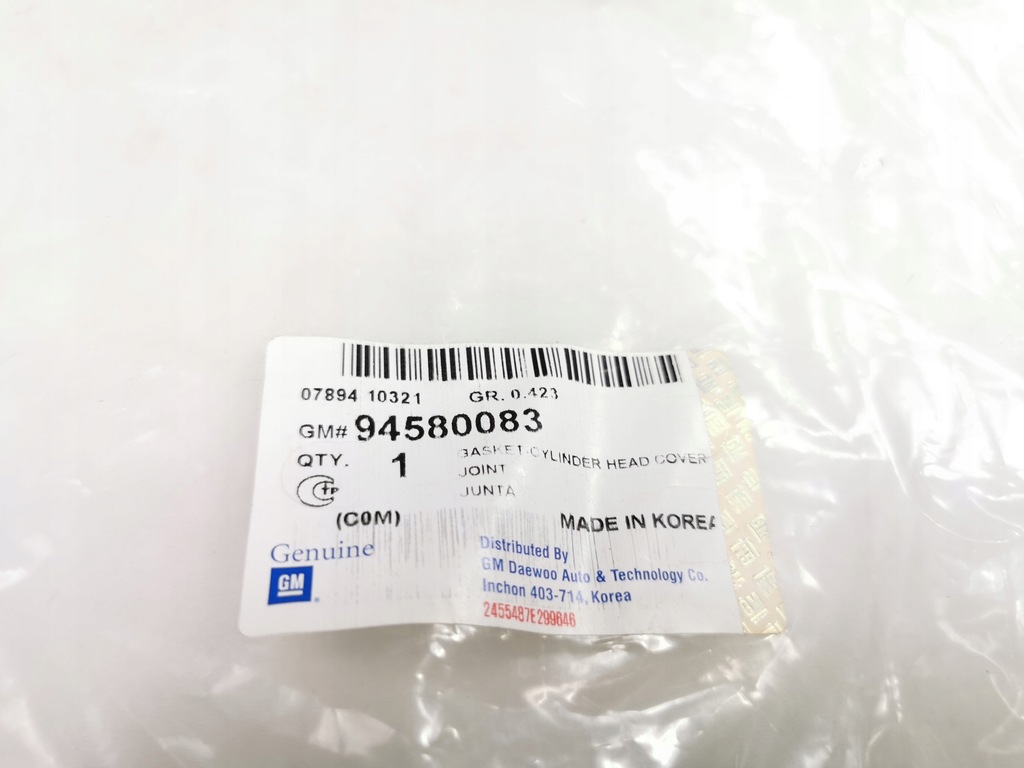 07894 10321 GR. 0.423
GM# 94580083
QTY. 1 GASKET-CYLINDER HEAD COVER
JOINT
JUNTA
(C0M) MADE IN KOREA
Genuine
GM
Distributed By
GM Daewoo Auto & Technology Co.
Inchon 403-714, Korea
2455487E299846